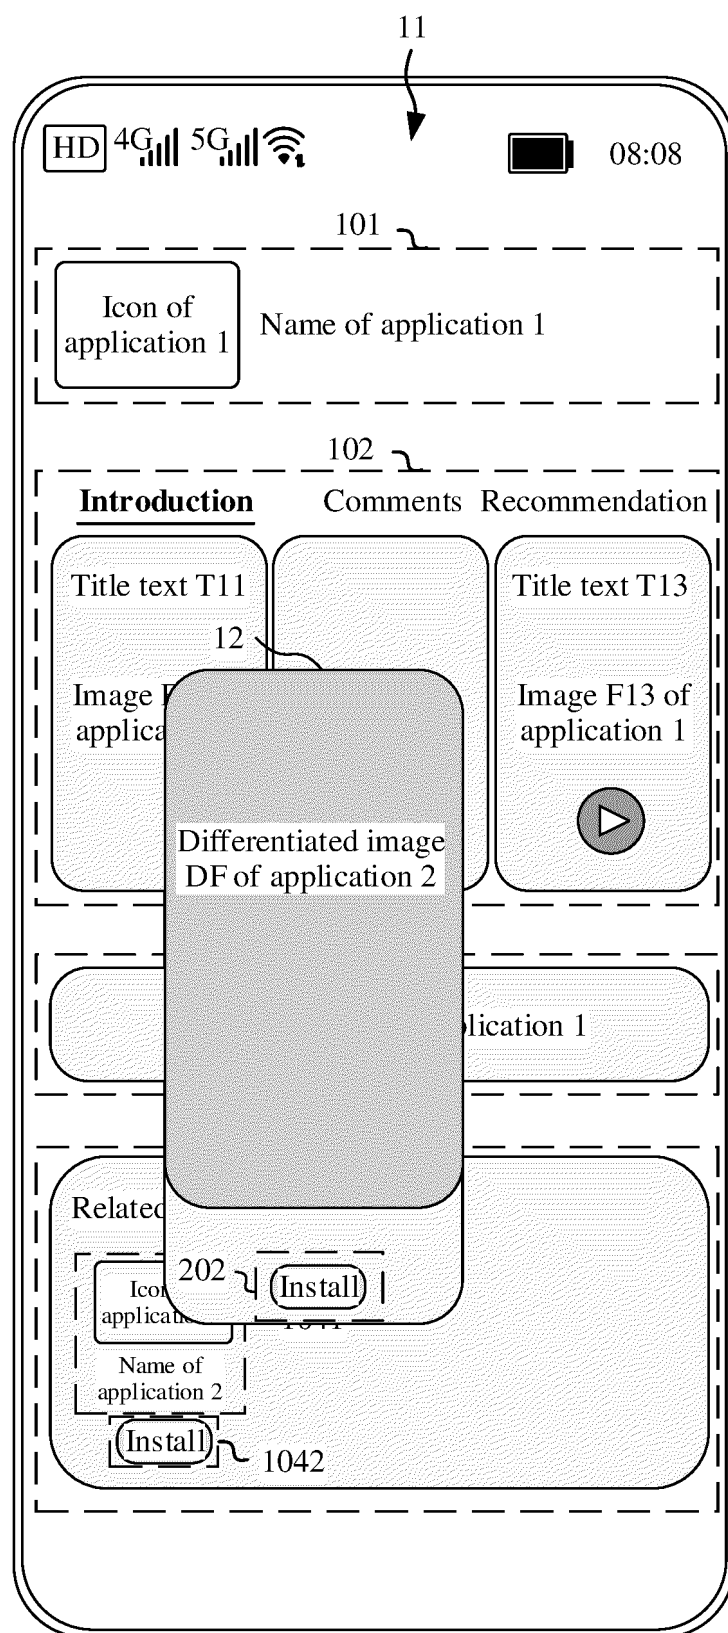 11
HD 4G 5G 08:08
101
Icon of
application 1
Name of application 1
102
Introduction Comments Recommendation
Title text T11
Title text T13
12
Image
applica
Image F13 of
application 1
Differentiated image
DF of application 2
lication 1
Related
202
Install
Name of
application 2
Install
1042